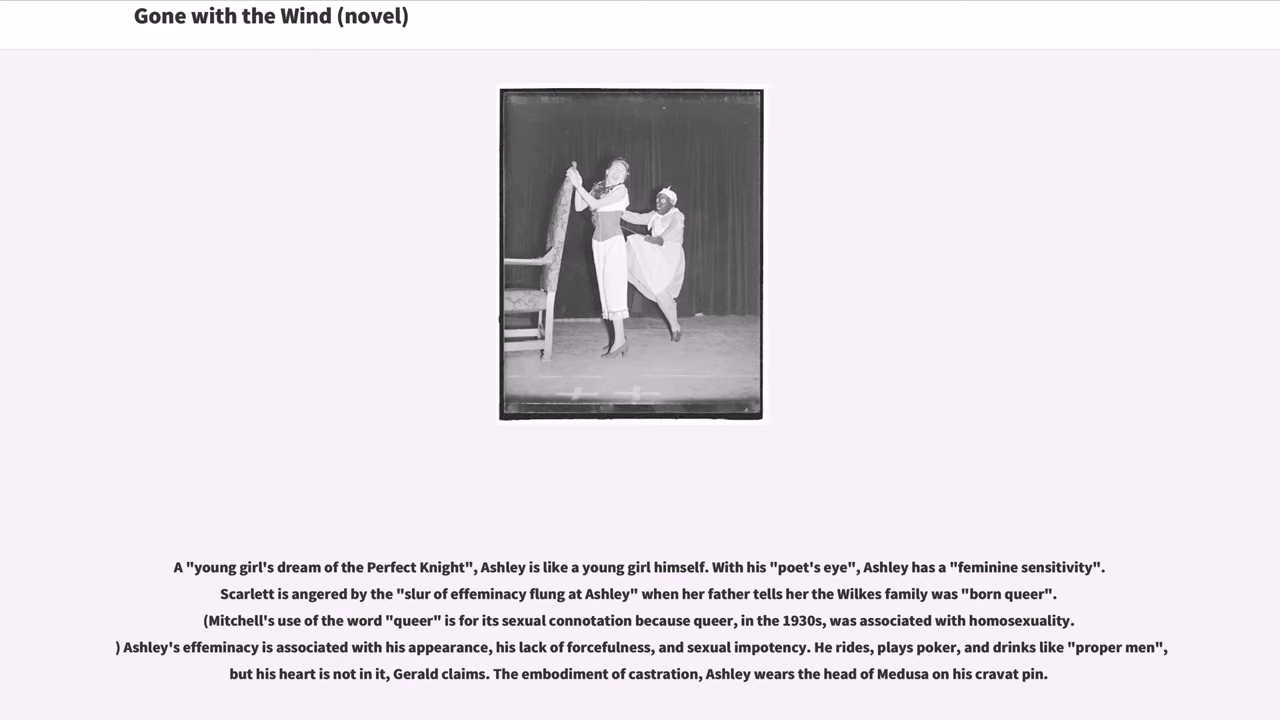 Gone with the Wind (novel)
A "young girl's dream of the Perfect Knight", Ashley is like a young girl himself. With his "poet's eye", Ashley has a "feminine sensitivity".
Scarlett is angered by the "slur of effeminacy flung at Ashley" when her father tells her the Wilkes family was "born queer".
(Mitchell's use of the word "queer" is for its sexual connotation because queer, in the 1930s, was associated with homosexuality.
) Ashley's effeminacy is associated with his appearance, his lack of forcefulness, and sexual impotency. He rides, plays poker, and drinks like "proper men",
but his heart is not in it, Gerald claims. The embodiment of castration, Ashley wears the head of Medusa on his cravat pin.